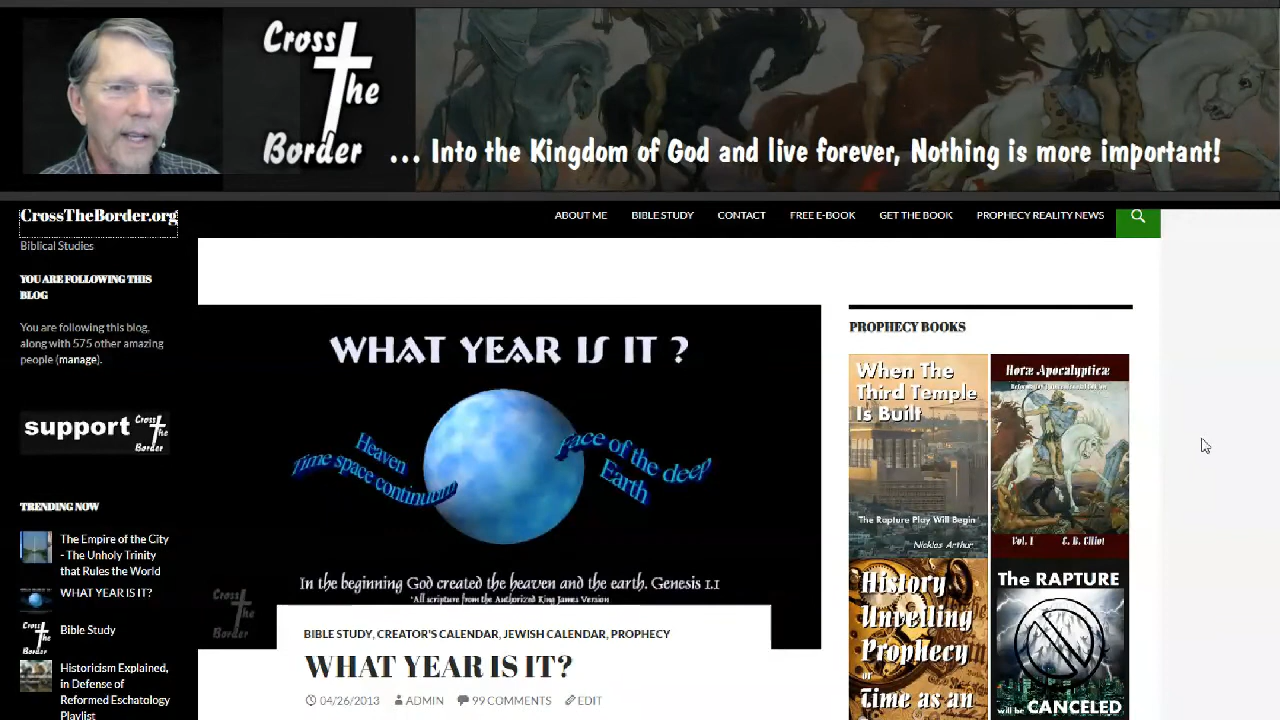 Cross
The
Border
... Into the Kingdom of God and live forever, Nothing is more important!
CrossTheBorder.org
ABOUT ME
BIBLE STUDY
CONTACT
FREE E-BOOK
GET THE BOOK
PROPHECY REALITY NEWS
Biblical Studies
YOU ARE FOLLOWING THIS
BLOG
You are following this blog,
along with 575 other amazing
people (manage).
support
Cross
The
Border
TRENDING NOW
The Empire of the City
- The Unholy Trinity
that Rules the World
WHAT YEAR IS IT?
Bible Study
Historicism Explained,
in Defense of
Reformed Eschatology
Playlist
WHAT YEAR IS IT ?
Heaven
Time space continuum
Face of the deep
Earth
In the beginning God created the heaven and the earth. Genesis 1.1
*All scripture from the Authorized King James Version
Cross
The
Border
BIBLE STUDY, CREATOR'S CALENDAR, JEWISH CALENDAR, PROPHECY
WHAT YEAR IS IT?
04/26/2013
ADMIN
99 COMMENTS
EDIT
PROPHECY BOOKS
When The
Third Temple
Is Built
The Rapture Play Will Begin
Nicklas Arthur
Horæ Apocalypticæ
Vol. I
E. B. Elliot
History
Unveiling
Prophecy
or
Time as an
The RAPTURE
will be CANCELED